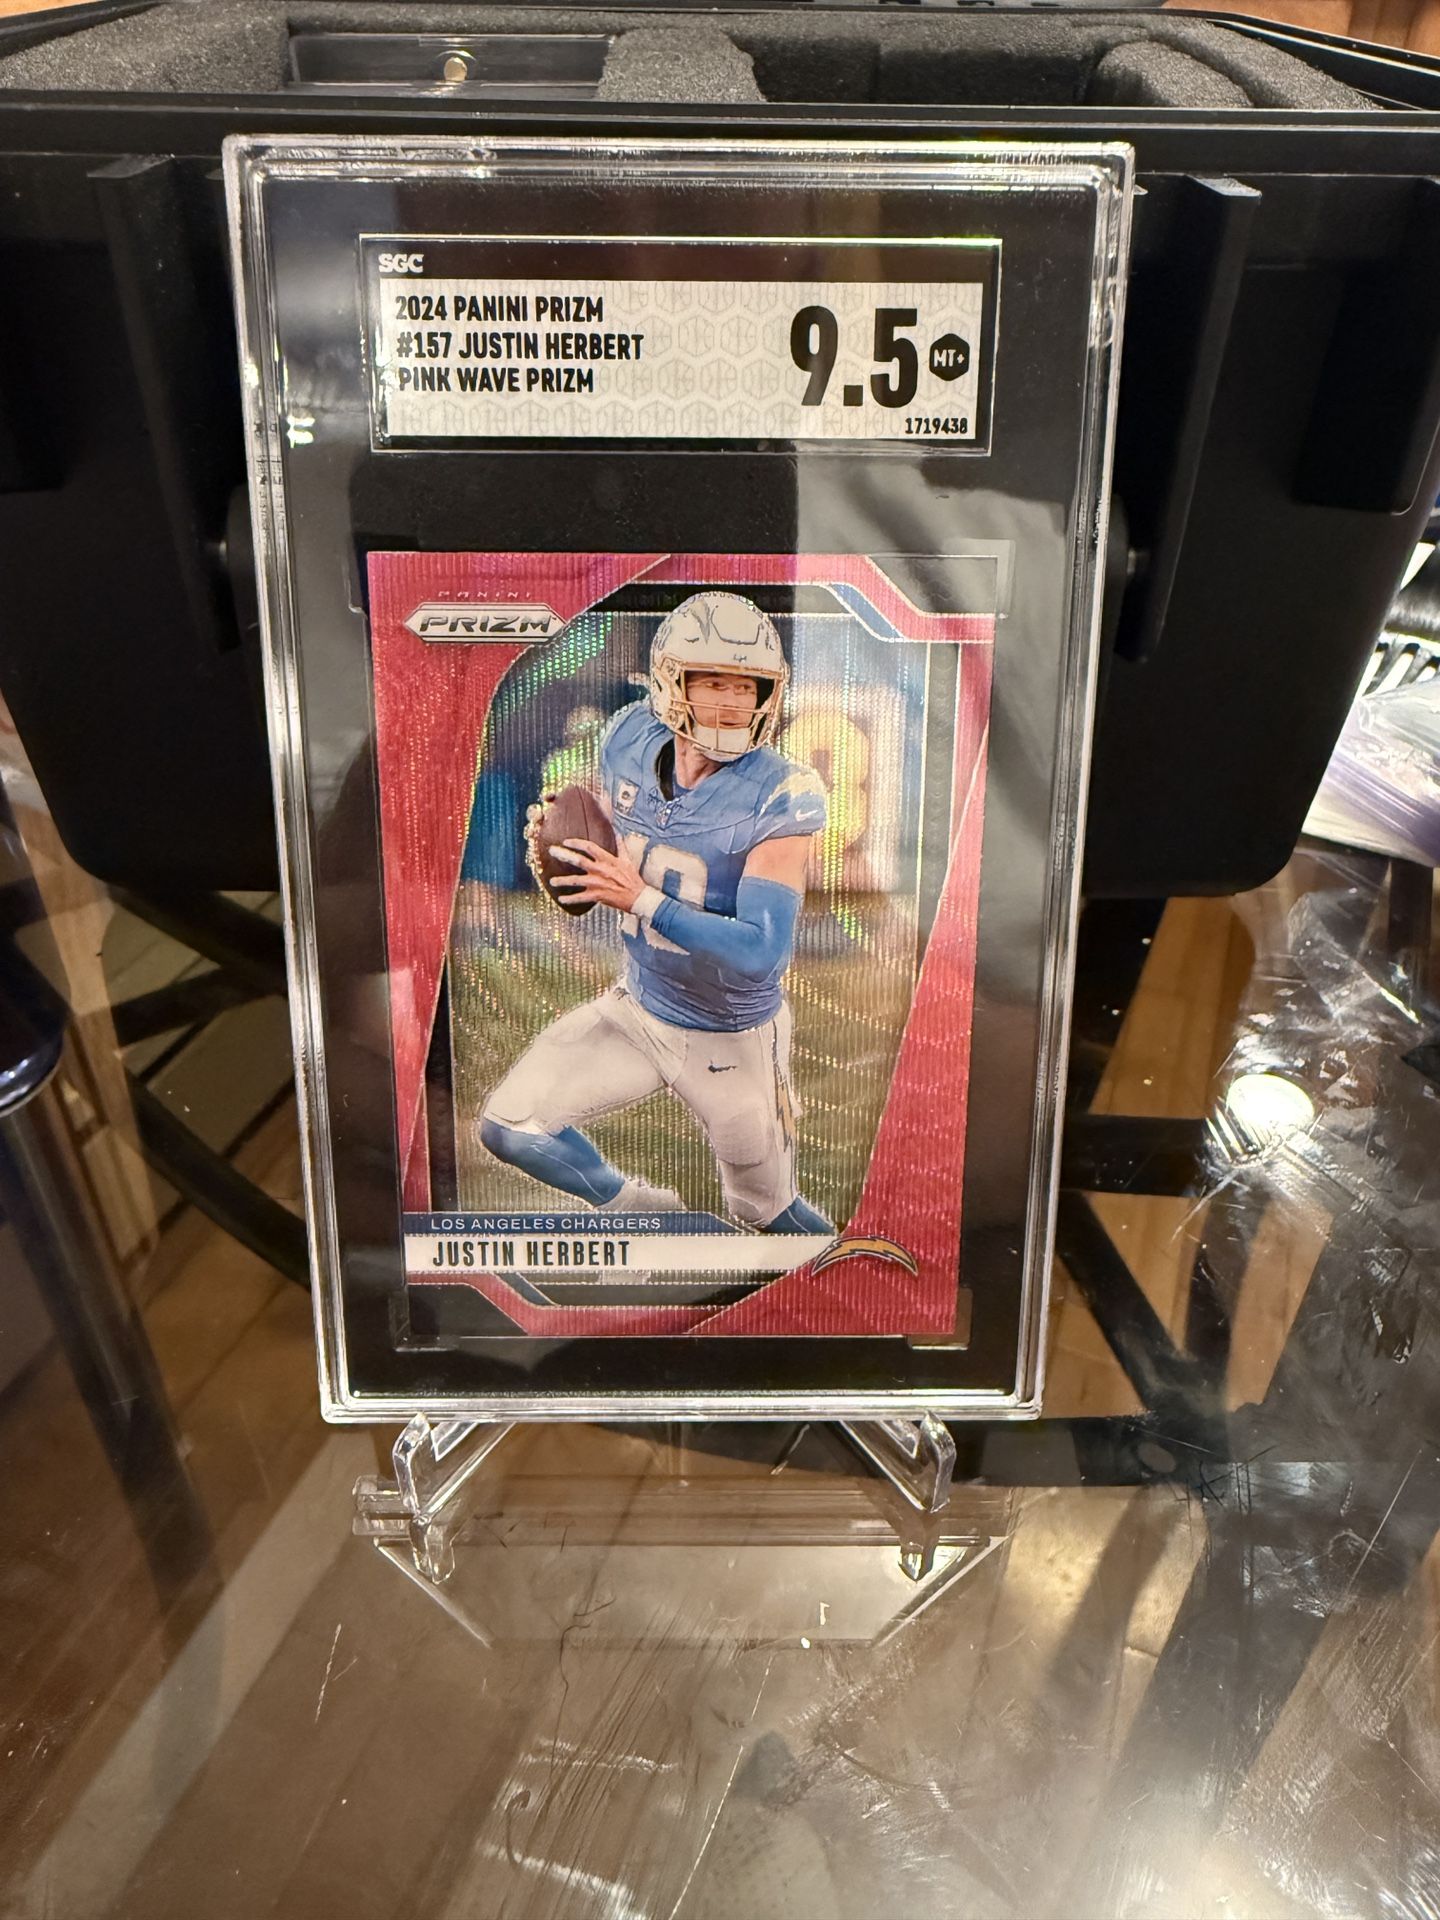 SGC
2024 PANINI PRIZM
#157 JUSTIN HERBERT
PINK WAVE PRIZM
9.5 MT+
1719438
PANINI
PRIZM
10
LOS ANGELES CHARGERS
JUSTIN HERBERT